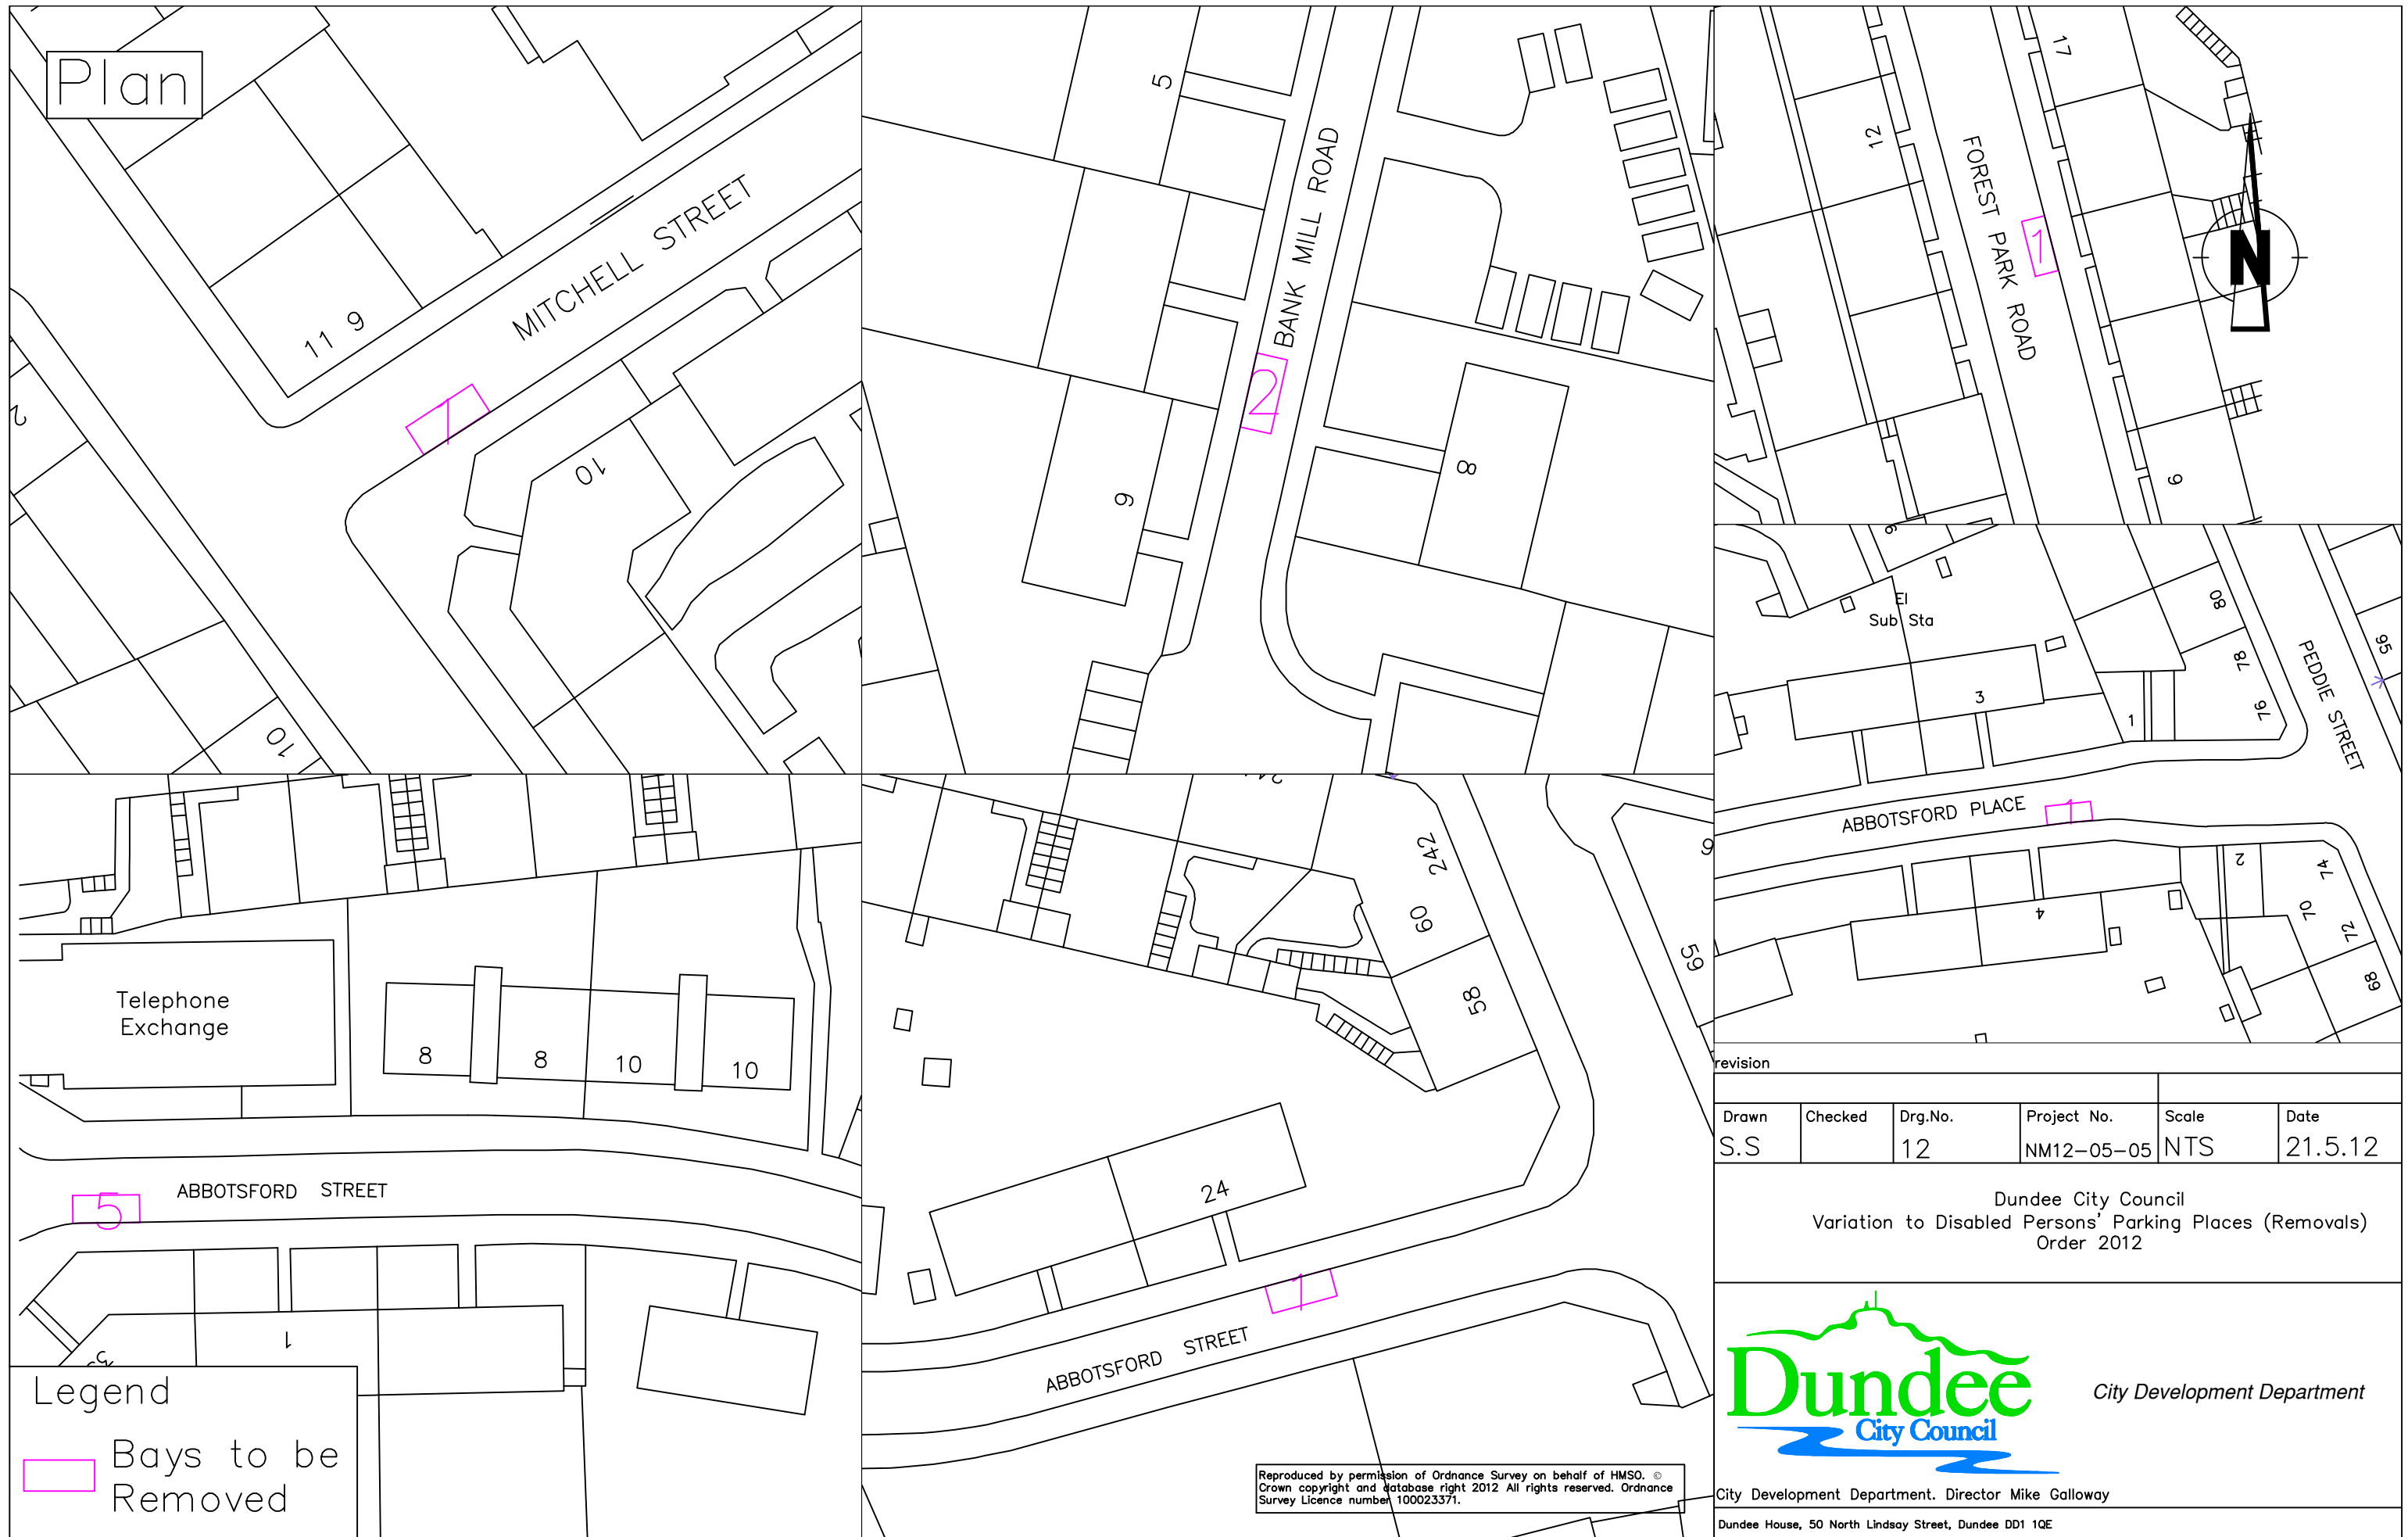 Plan
11 9
MITCHELL STREET
1
2
10
10
5
BANK MILL ROAD
2
6
8
17
12
FOREST PARK ROAD
1
9
N
9
El
Sub Sta
80
78
76
95
PEDDIE STREET
3
1
ABBOTSFORD PLACE
1
2
74
70
72
68
4
Telephone
Exchange
8
8
10
10
ABBOTSFORD STREET
5
1
Legend
Bays to be
Removed
242
60
58
59
24
1
ABBOTSFORD STREET
Reproduced by permission of Ordnance Survey on behalf of HMSO. ©
Crown copyright and database right 2012 All rights reserved. Ordnance
Survey Licence number 100023371.
revision
Drawn Checked Drg.No. Project No. Scale Date
S.S 12 NM12-05-05 NTS 21.5.12
Dundee City Council
Variation to Disabled Persons' Parking Places (Removals)
Order 2012
Dundee
City Council
City Development Department
City Development Department. Director Mike Galloway
Dundee House, 50 North Lindsay Street, Dundee DD1 1QE